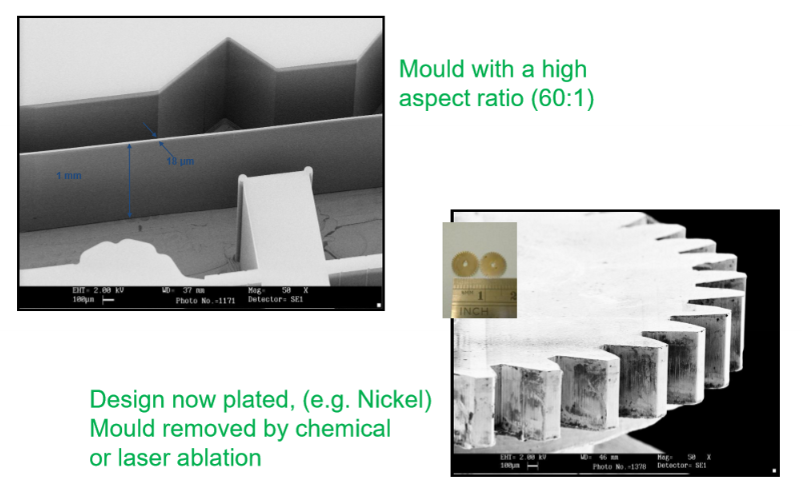 Mould with a high
aspect ratio (60:1)
18 µm
1 mm
EHT= 2.00 kV WD= 37 mm Mag= 50 X
100µm Photo No.=1171 Detector= SE1
1 2
INCH
Design now plated, (e.g. Nickel)
Mould removed by chemical
or laser ablation
EHT= 2.00 kV WD= 46 mm Mag= 50 X
100µm Photo No.=1370 Detector= SE1